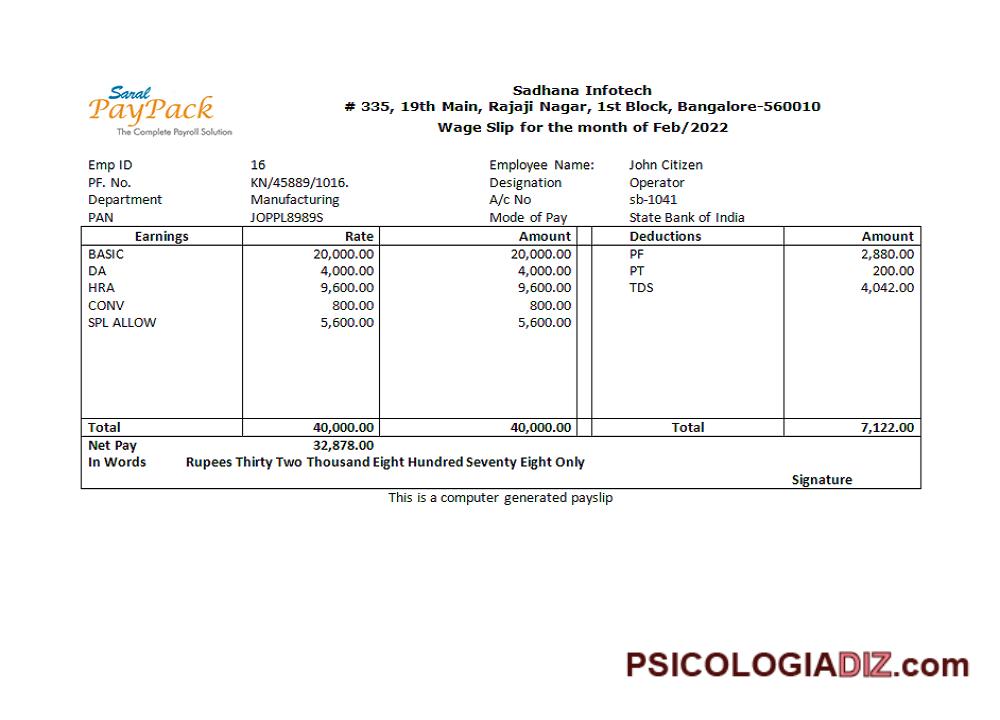 Saral
PayPack
The Complete Payroll Solution
Sadhana Infotech
# 335, 19th Main, Rajaji Nagar, 1st Block, Bangalore-560010
Wage Slip for the month of Feb/2022
Emp ID 16 Employee Name: John Citizen
PF. No. KN/45889/1016. Designation Operator
Department Manufacturing A/c No sb-1041
PAN JOPPL8989S Mode of Pay State Bank of India
Earnings Rate Amount Deductions Amount
BASIC 20,000.00 20,000.00 PF 2,880.00
DA 4,000.00 4,000.00 PT 200.00
HRA 9,600.00 9,600.00 TDS 4,042.00
CONV 800.00 800.00
SPL ALLOW 5,600.00 5,600.00
Total 40,000.00 40,000.00 Total 7,122.00
Net Pay 32,878.00
In Words Rupees Thirty Two Thousand Eight Hundred Seventy Eight Only
Signature
This is a computer generated payslip
PSICOLOGIADIZ.com